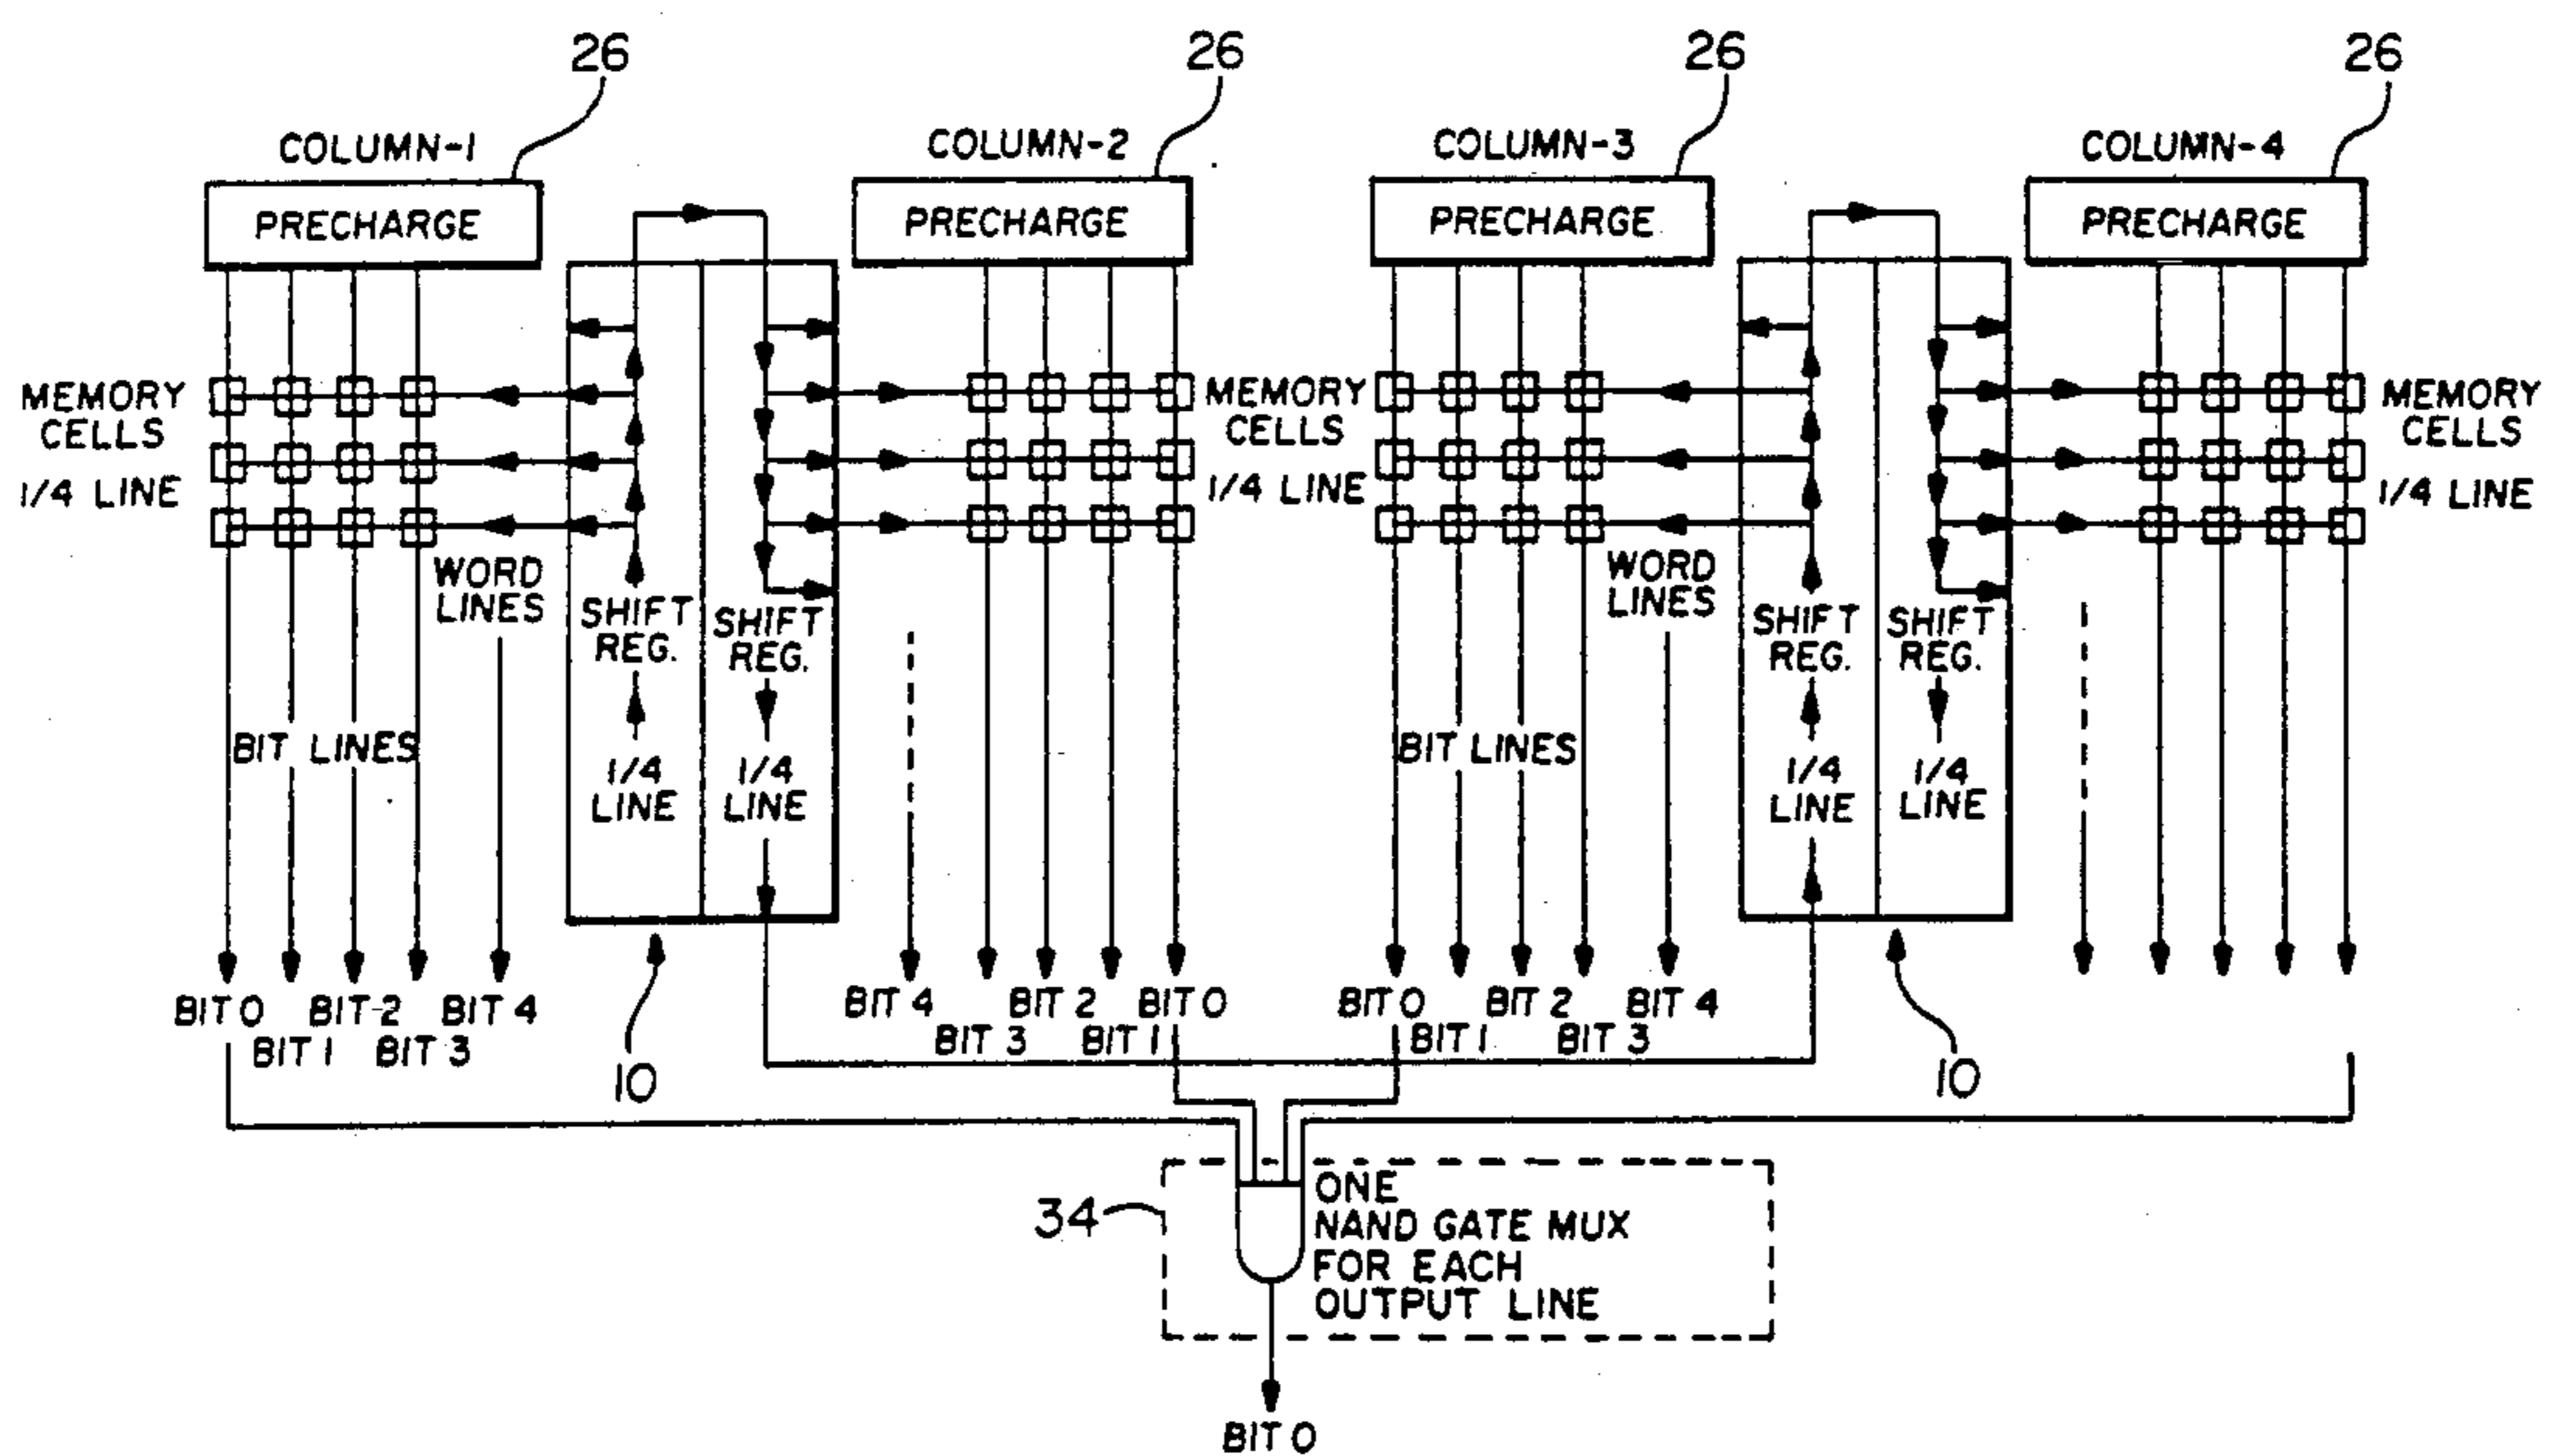 26
26
26
26
COLUMN-1
COLUMN-2
COLUMN-3
COLUMN-4
PRECHARGE
PRECHARGE
PRECHARGE
PRECHARGE
MEMORY
CELLS
1/4 LINE
MEMORY
CELLS
1/4 LINE
MEMORY
CELLS
1/4 LINE
WORD
LINES
SHIFT
REG.
SHIFT
REG.
WORD
LINES
SHIFT
REG.
SHIFT
REG.
BIT LINES
1/4
LINE
1/4
LINE
BIT LINES
1/4
LINE
1/4
LINE
BIT 0
BIT 1
BIT-2
BIT 3
BIT 4
10
BIT 4
BIT 3
BIT 2
BIT 1
BIT 0
BIT 0
BIT 1
BIT 2
BIT 3
BIT 4
10
34
ONE
NAND GATE MUX
FOR EACH
OUTPUT LINE
BIT 0